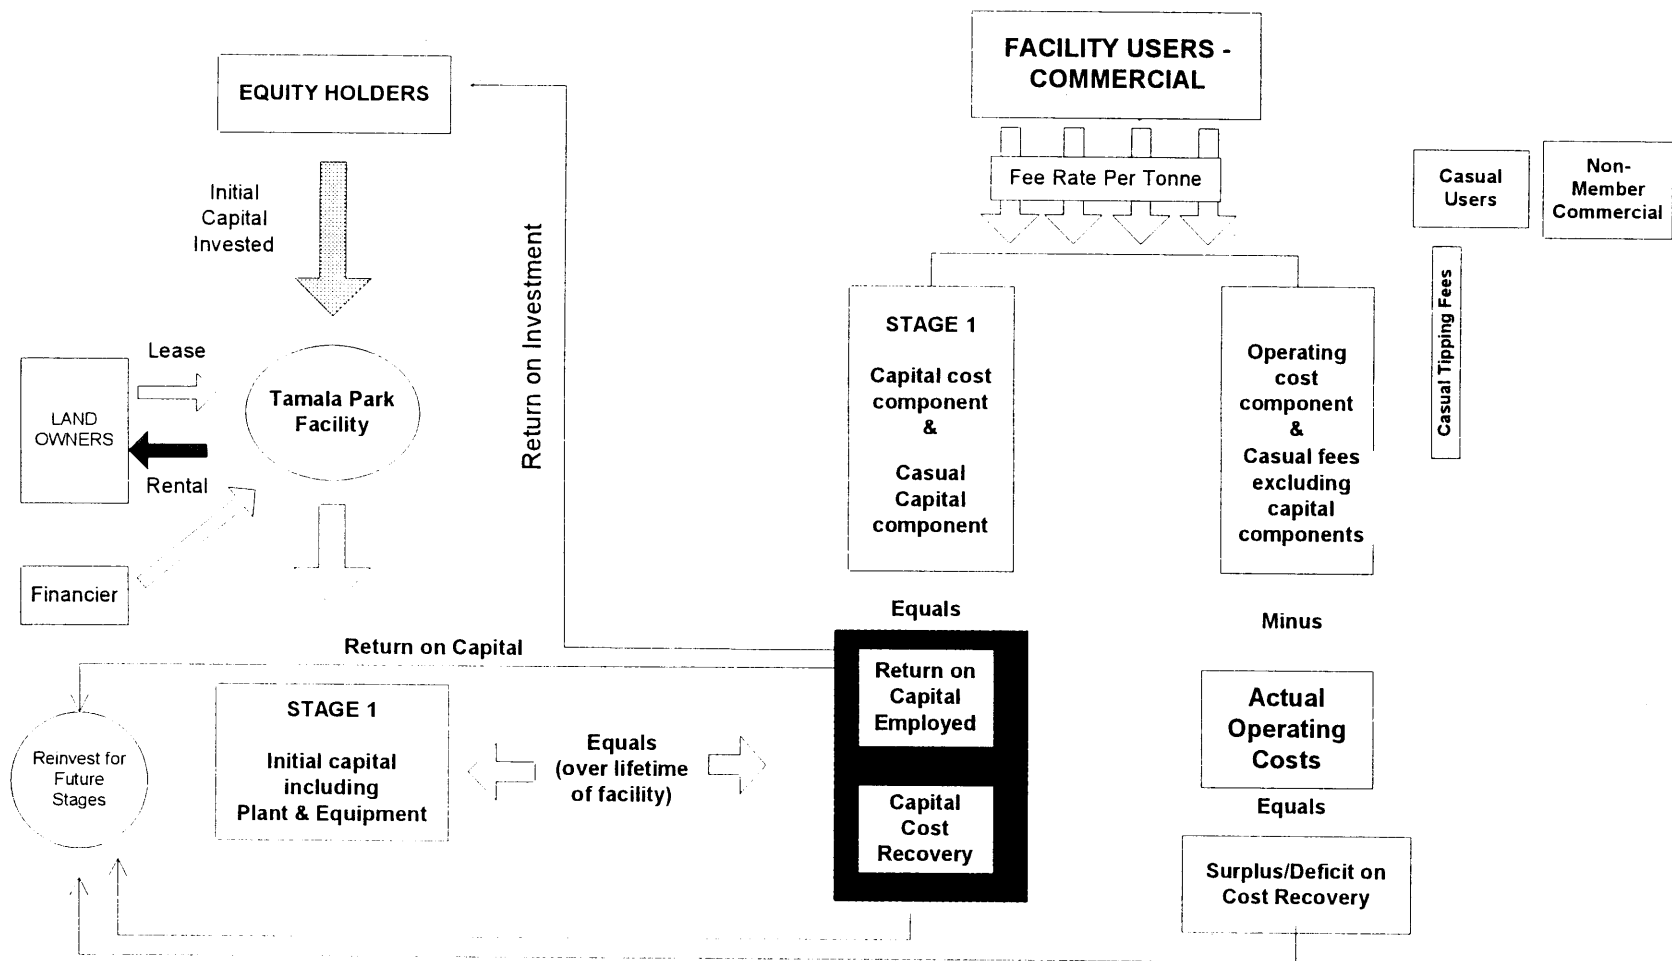 FACILITY USERS -
COMMERCIAL
EQUITY HOLDERS
Fee Rate Per Tonne
Casual
Users
Non-
Member
Commercial
Initial
Capital
Invested
Return on Investment
Casual Tipping Fees
STAGE 1
Capital cost
component
&
Casual
Capital
component
Operating
cost
component
&
Casual fees
excluding
capital
components
Lease
LAND
OWNERS
Tamala Park
Facility
Rental
Financier
Equals
Minus
Return on Capital
Return on
Capital
Employed
Actual
Operating
Costs
STAGE 1
Initial capital
including
Plant & Equipment
Equals
(over lifetime
of facility)
Reinvest for
Future
Stages
Capital
Cost
Recovery
Equals
Surplus/Deficit on
Cost Recovery